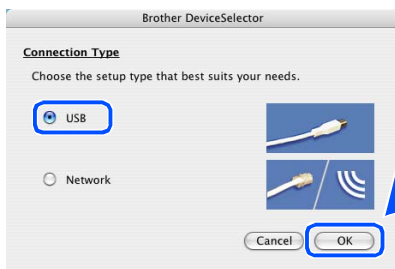 Brother DeviceSelector
Connection Type
Choose the setup type that best suits your needs.
USB
Network
Cancel
OK